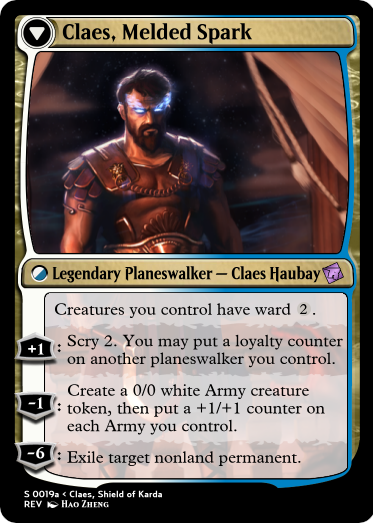 Claes, Melded Spark
Legendary Planeswalker — Claes Haubay
Creatures you control have ward 2.
+1: Scry 2. You may put a loyalty counter
on another planeswalker you control.
-1: Create a 0/0 white Army creature
token, then put a +1/+1 counter on
each Army you control.
-6: Exile target nonland permanent.
S 0019a < Claes, Shield of Karda
REV Hao Zheng